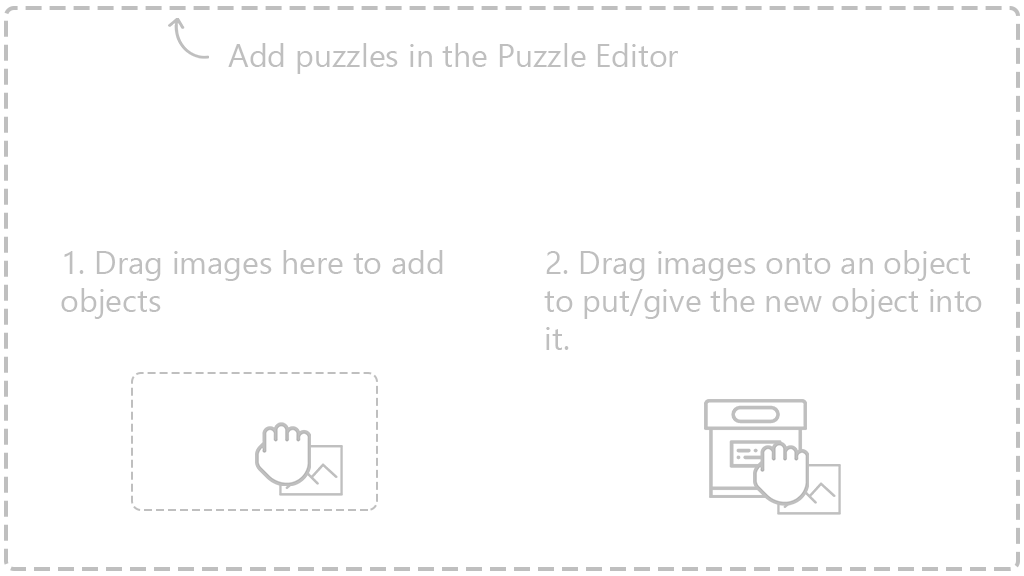 Add puzzles in the Puzzle Editor
1. Drag images here to add
objects
2. Drag images onto an object
to put/give the new object into
it.